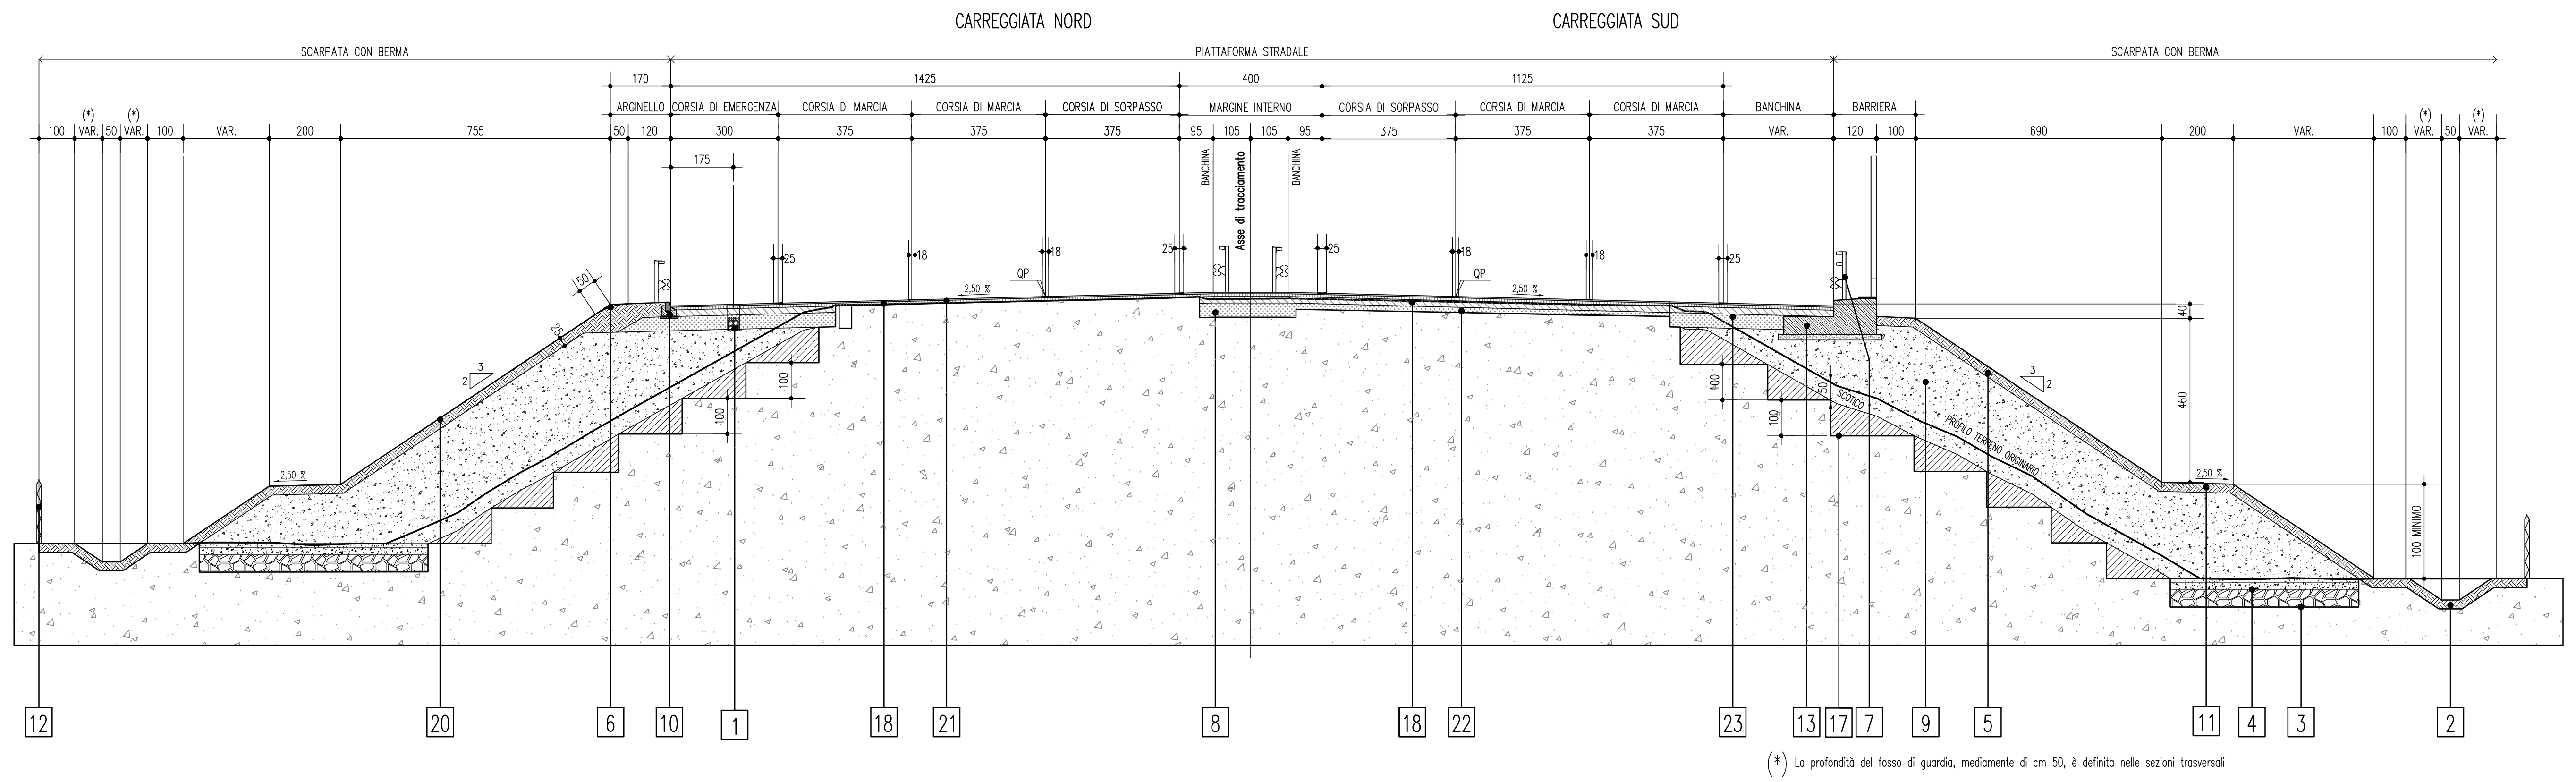 CARREGGIATA NORD CARREGGIATA SUD
SCARPATA CON BERMA PIATTAFORMA STRADALE SCARPATA CON BERMA
170 1425 400 1125
ARGINELLO CORSIA DI EMERGENZA CORSIA DI MARCIA CORSIA DI MARCIA CORSIA DI SORPASSO MARGINE INTERNO CORSIA DI SORPASSO CORSIA DI MARCIA CORSIA DI MARCIA BANCHINA BARRIERA
(*) (*) (*) (*)
100 VAR. 50 VAR. 100 VAR. 200 755 50 120 300 375 375 375 95 105 105 95 375 375 375 VAR. 120 100 690 200 VAR. 100 VAR. 50 VAR.
175
BANCHINA
Asse di tracciamento
BANCHINA
25 18 18 25 25 18 18 25
50 QP QP
2,50 % 2,50 %
25
40
3
2
3
2
100
100
100
100
50
SCOTICO
PROFILO TERRENO ORIGINARIO
460
2,50 % 2,50 %
100 MINIMO
12 20 6 10 1 18 21 8 18 22 23 13 17 7 9 5 11 4 3 2
(*) La profondità del fosso di guardia, mediamente di cm 50, è definita nelle sezioni trasversali